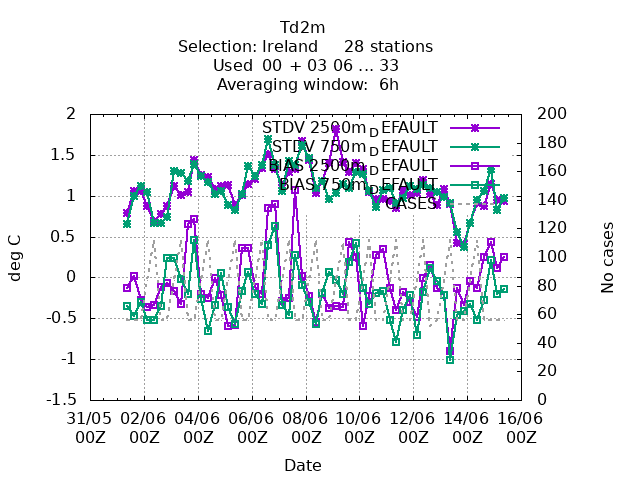 Td2m
Selection: Ireland 28 stations
Used 00 + 03 06 ... 33
Averaging window: 6h
2
1.5
1
0.5
0
-0.5
-1
-1.5
deg C
STDV 2500m_DEFAULT
STDV 750m_DEFAULT
BIAS 2500m_DEFAULT
BIAS 750m_DEFAULT
CASES
200
180
160
140
120
100
80
60
40
20
0
No cases
31/05 02/06 04/06 06/06 08/06 10/06 12/06 14/06 16/06
00Z 00Z 00Z 00Z 00Z 00Z 00Z 00Z 00Z
Date